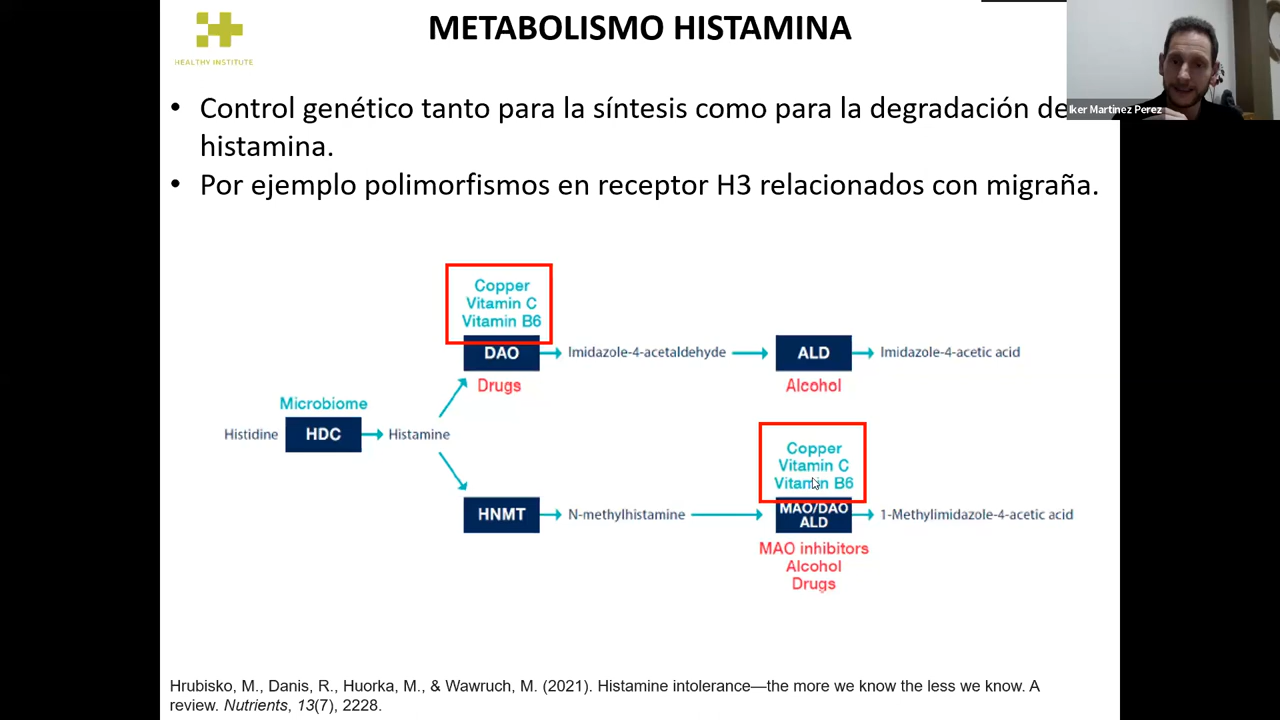 METABOLISMO HISTAMINA
HEALTHY INSTITUTE
Iker Martinez Perez
• Control genético tanto para la síntesis como para la degradación de
histamina.
• Por ejemplo polimorfismos en receptor H3 relacionados con migraña.
Copper
Vitamin C
Vitamin B6
DAO
Imidazole-4-acetaldehyde
ALD
Imidazole-4-acetic acid
Drugs
Alcohol
Microbiome
Histidine
HDC
Histamine
Copper
Vitamin C
Vitamin B6
HNMT
N-methylhistamine
MAO/DAO
ALD
1-Methylimidazole-4-acetic acid
MAO inhibitors
Alcohol
Drugs
Hrubisko, M., Danis, R., Huorka, M., & Wawruch, M. (2021). Histamine intolerance—the more we know the less we know. A
review. Nutrients, 13(7), 2228.